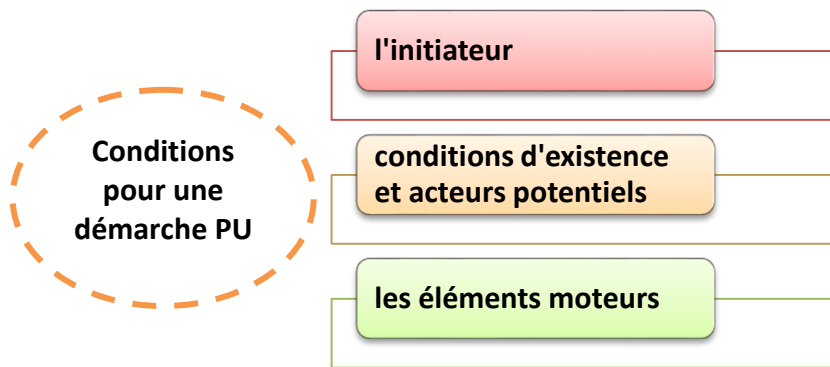 Conditions
pour une
démarche PU
l'initiateur
conditions d'existence
et acteurs potentiels
les éléments moteurs